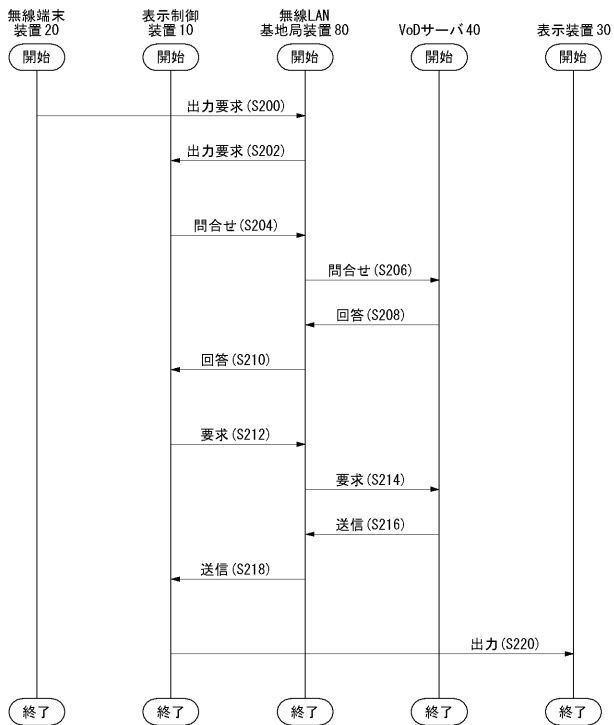 無線端末
装置20
表示制御
装置10
無線LAN
基地局装置80
VoDサーバ40
表示装置30
開始
開始
開始
開始
開始
出力要求(S200)
出力要求(S202)
問合せ(S204)
問合せ(S206)
回答(S208)
回答(S210)
要求(S212)
要求(S214)
送信(S216)
送信(S218)
出力(S220)
終了
終了
終了
終了
終了